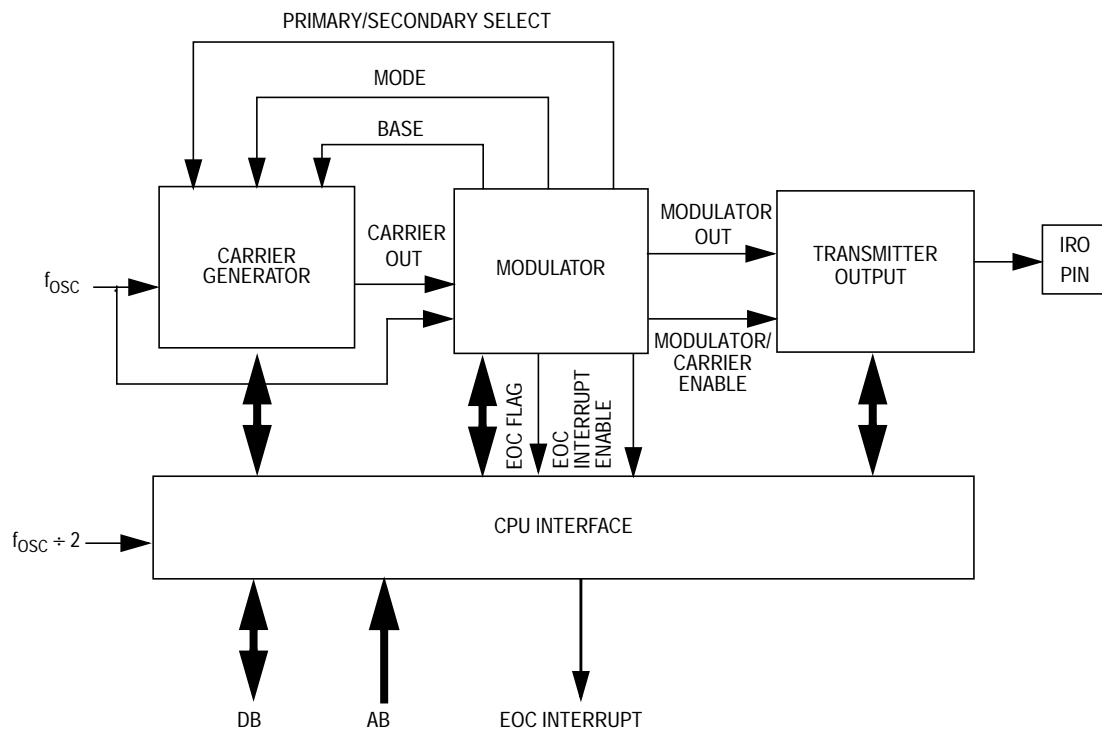 PRIMARY/SECONDARY SELECT
MODE
BASE
CARRIER
GENERATOR
CARRIER
OUT
MODULATOR
MODULATOR
OUT
TRANSMITTER
OUTPUT
IRO
PIN
fOSC
MODULATOR/
CARRIER
ENABLE
EOC FLAG
EOC
INTERRUPT
ENABLE
CPU INTERFACE
fOSC ÷ 2
DB
AB
EOC INTERRUPT